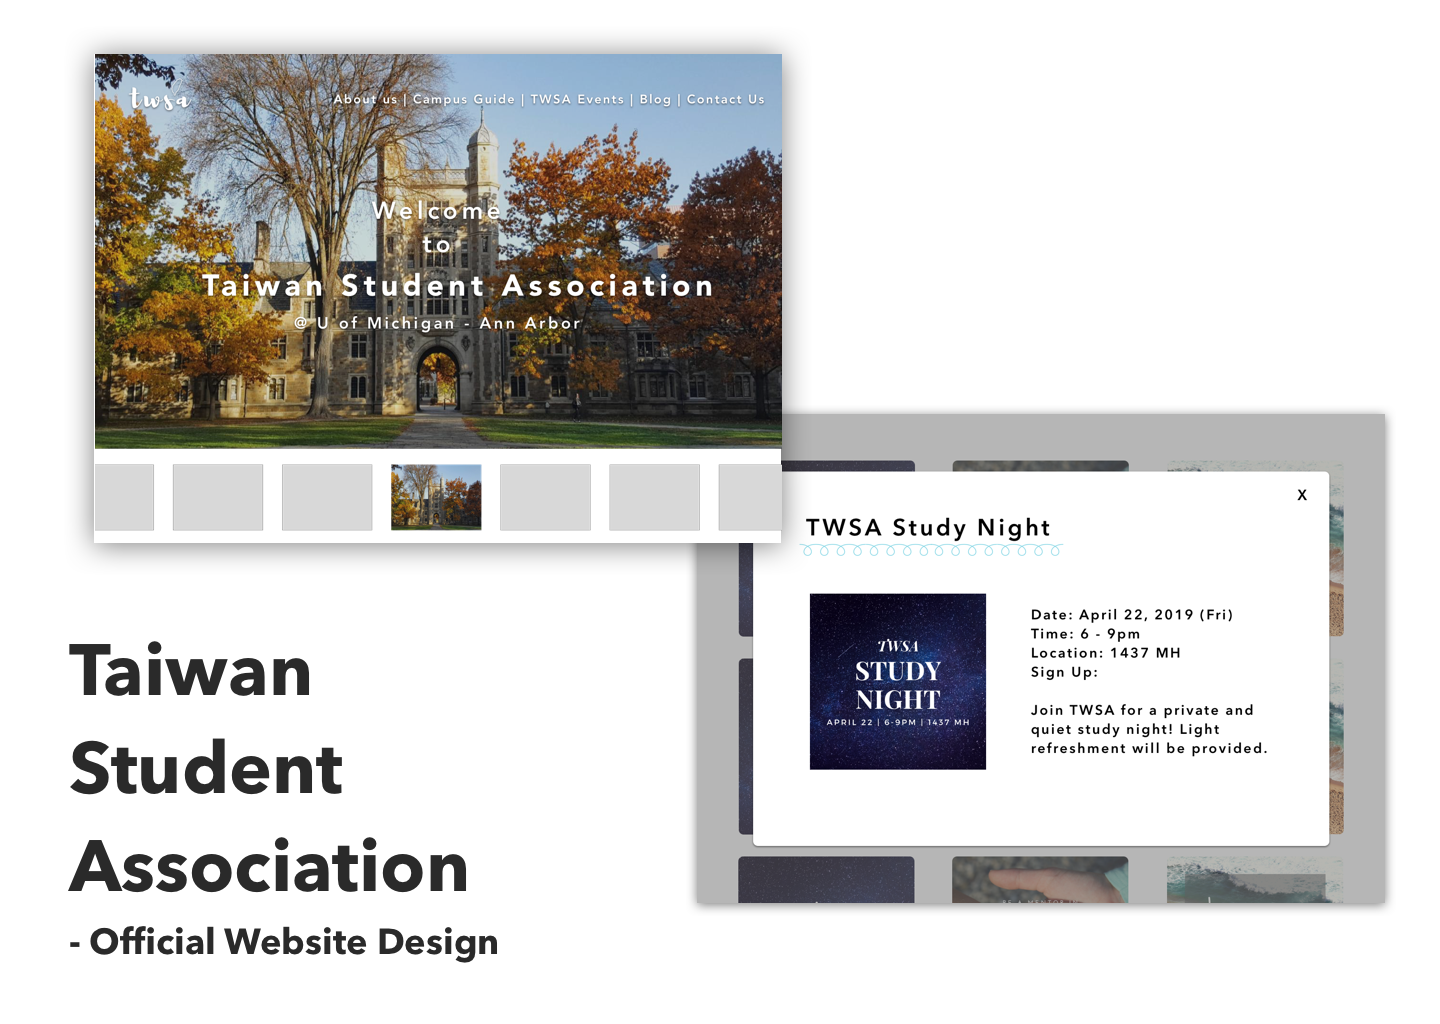 twsa
About us | Campus Guide | TWSA Events | Blog | Contact Us
Welcome
to
Taiwan Student Association
@ U of Michigan - Ann Arbor
X
TWSA Study Night
TWSA
STUDY
NIGHT
APRIL 22 | 6-9PM | 1437 MH
Date: April 22, 2019 (Fri)
Time: 6 - 9pm
Location: 1437 MH
Sign Up:
Join TWSA for a private and
quiet study night! Light
refreshment will be provided.
Taiwan
Student
Association
- Official Website Design